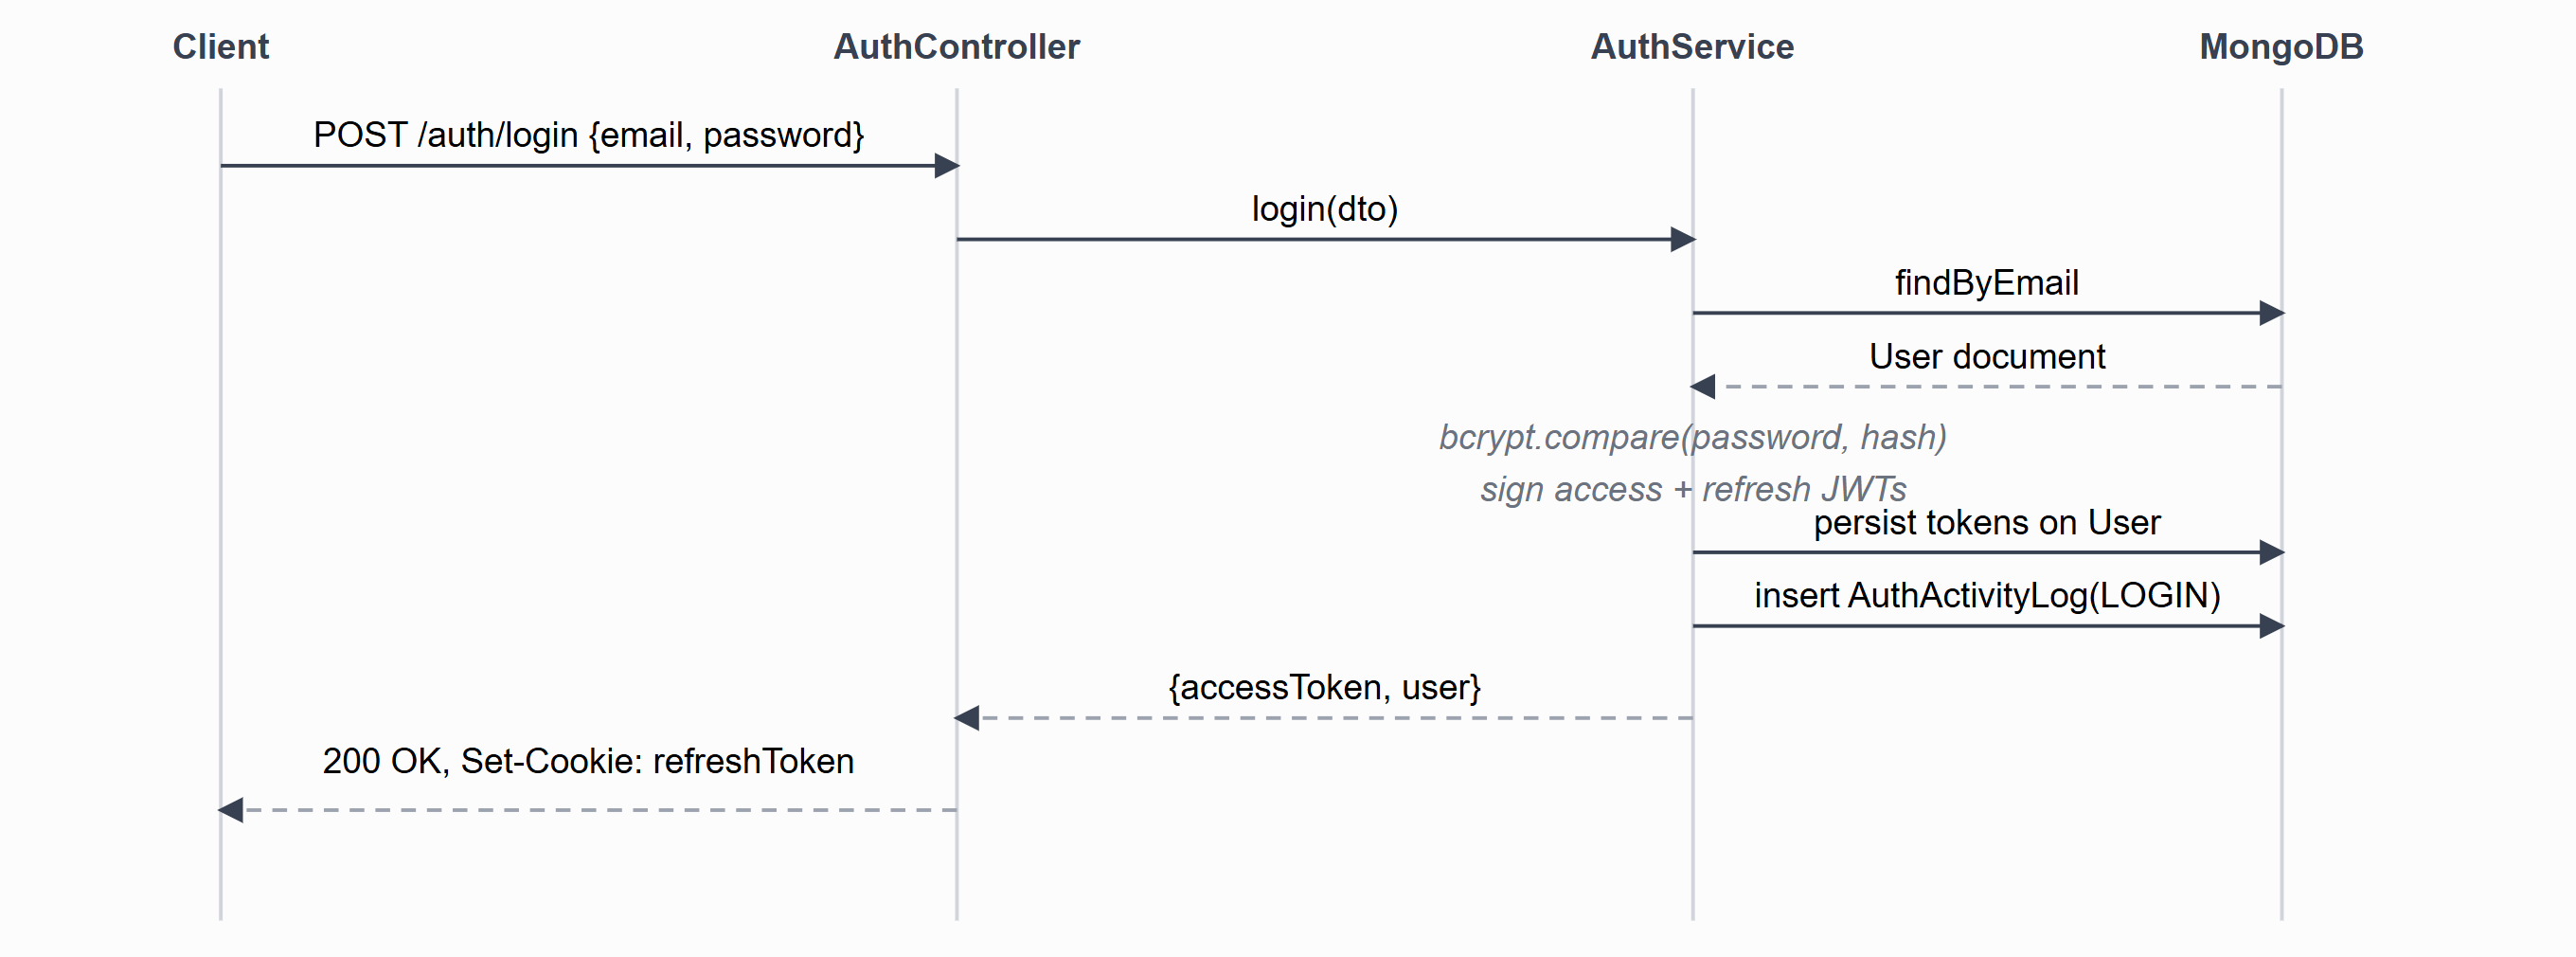 Client
AuthController
AuthService
MongoDB
POST /auth/login {email, password}
login(dto)
findByEmail
User document
bcrypt.compare(password, hash)
sign access + refresh JWTs
persist tokens on User
insert AuthActivityLog(LOGIN)
{accessToken, user}
200 OK, Set-Cookie: refreshToken